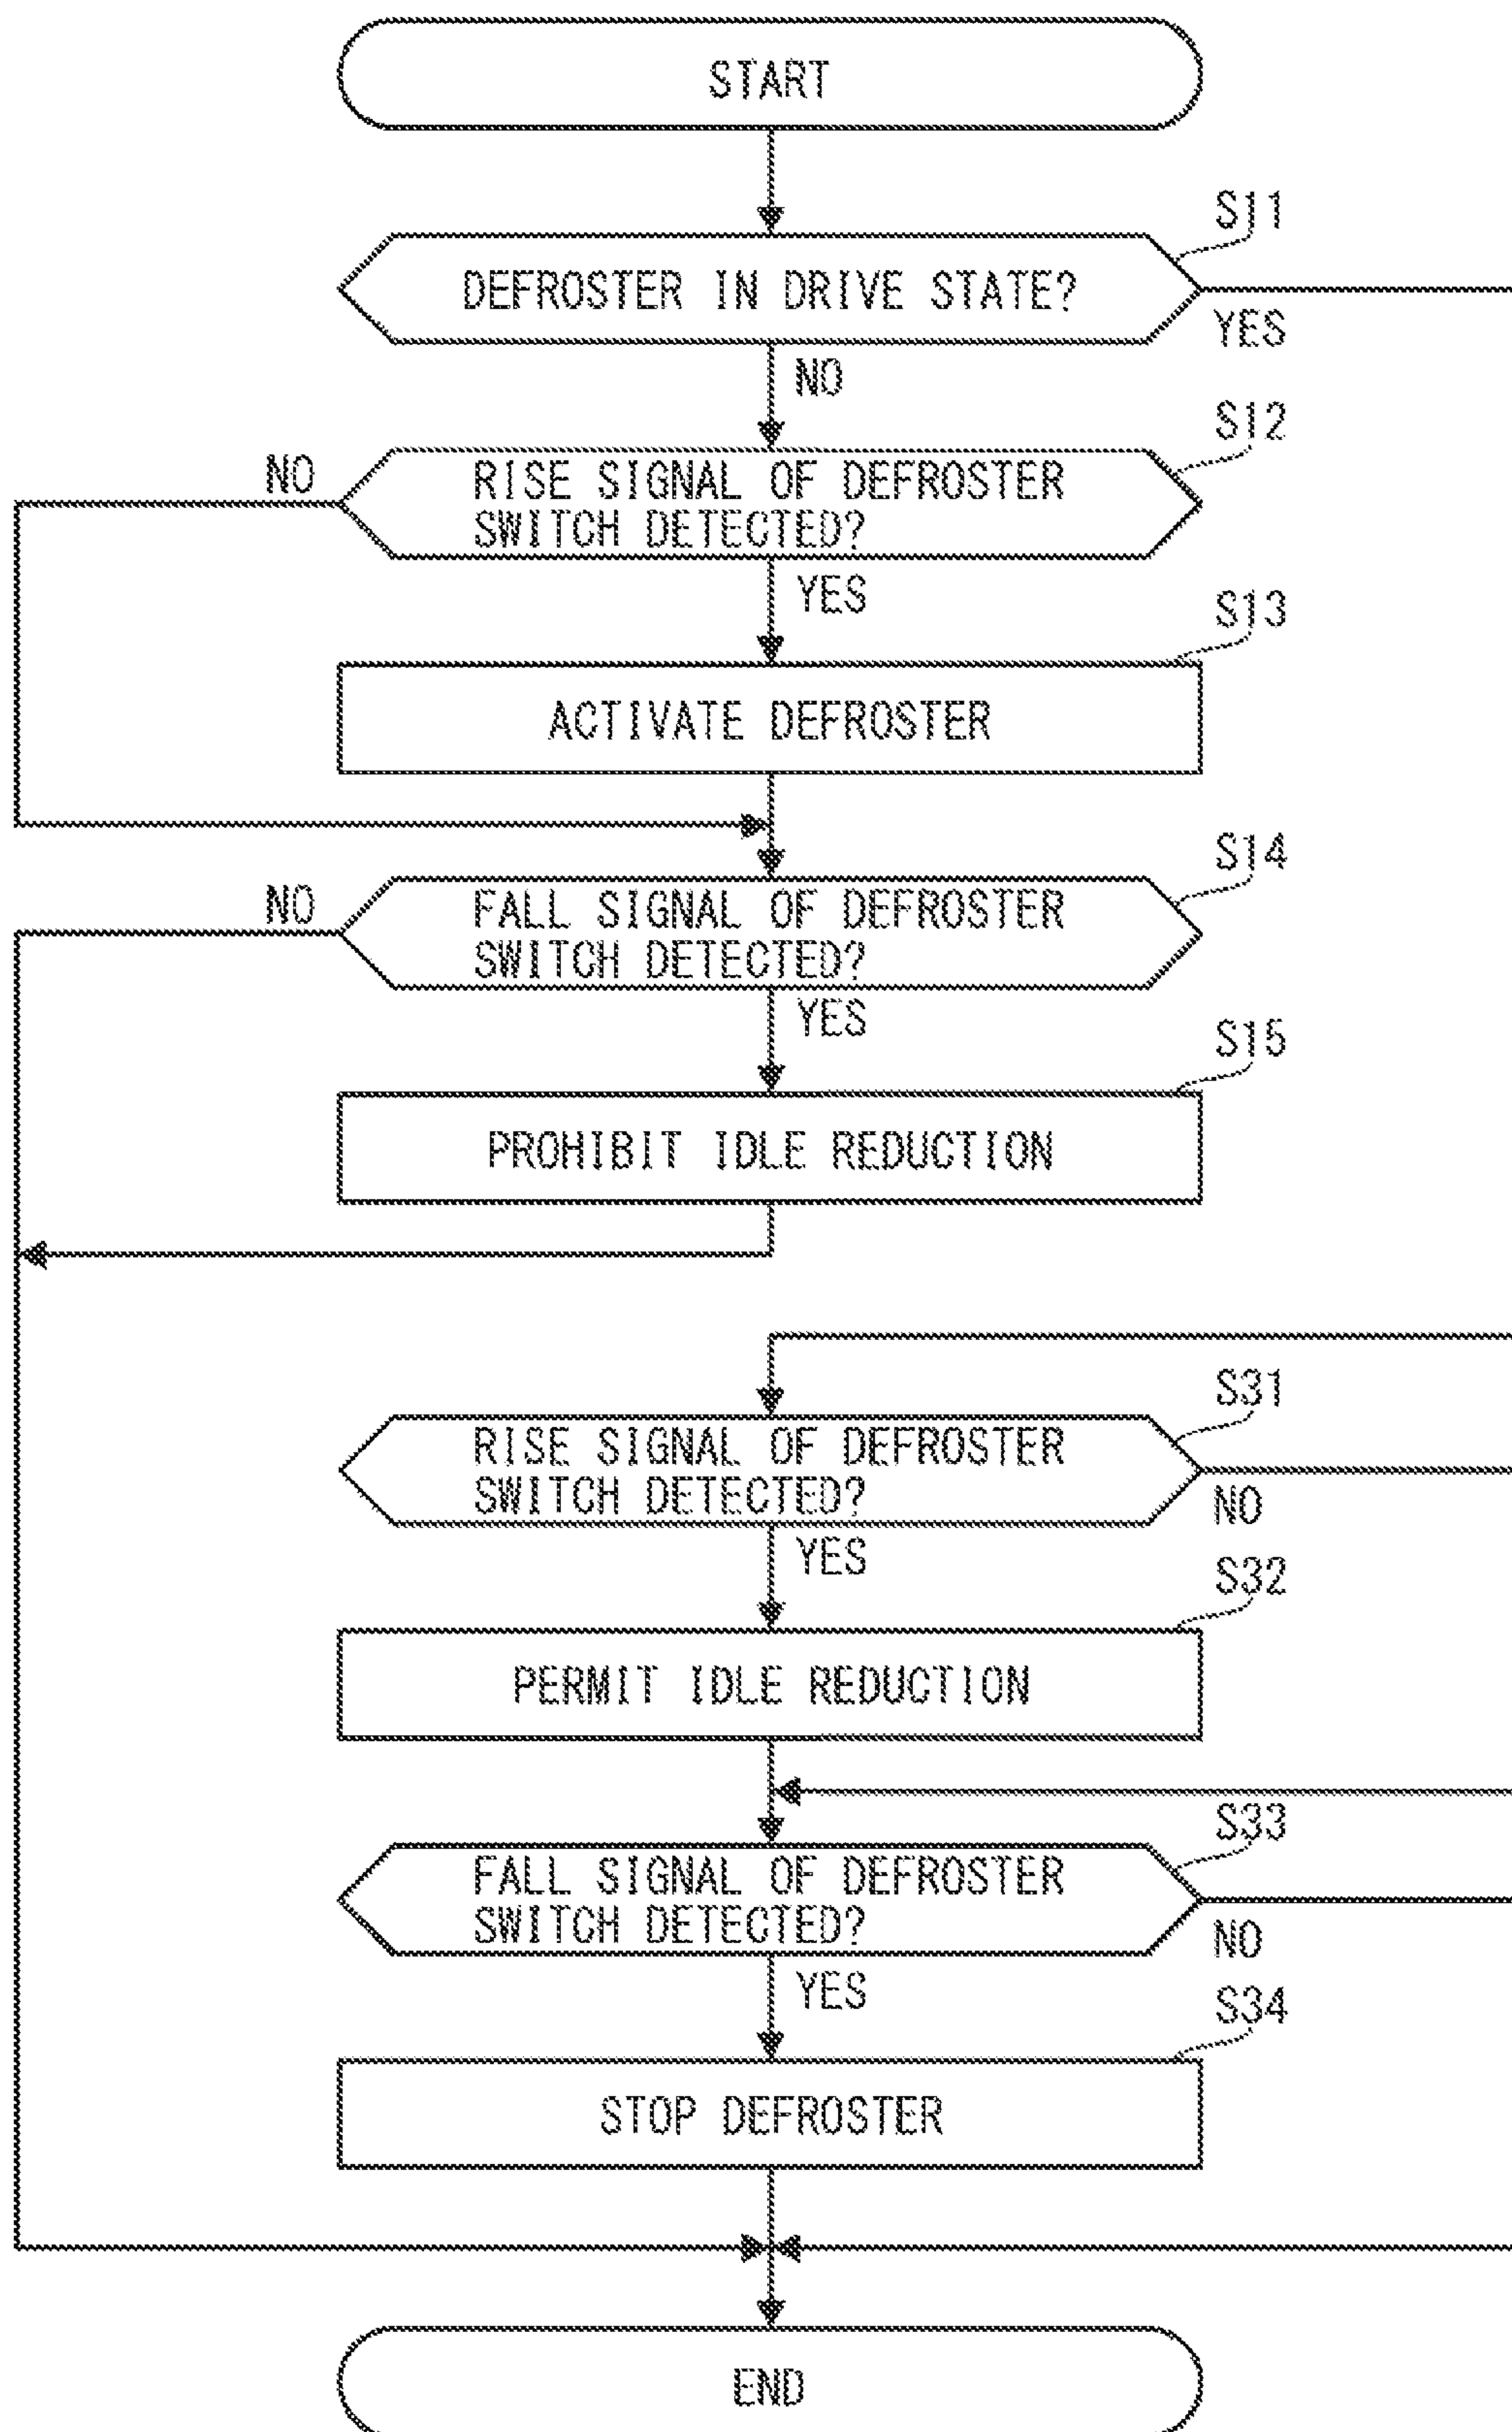 START
S11
DEFROSTER IN DRIVE STATE?
YES
NO
S12
NO
RISE SIGNAL OF DEFROSTER
SWITCH DETECTED?
YES
S13
ACTIVATE DEFROSTER
S14
NO
FALL SIGNAL OF DEFROSTER
SWITCH DETECTED?
YES
S15
PROHIBIT IDLE REDUCTION
S31
RISE SIGNAL OF DEFROSTER
SWITCH DETECTED?
NO
YES
S32
PERMIT IDLE REDUCTION
S33
FALL SIGNAL OF DEFROSTER
SWITCH DETECTED?
NO
YES
S34
STOP DEFROSTER
END